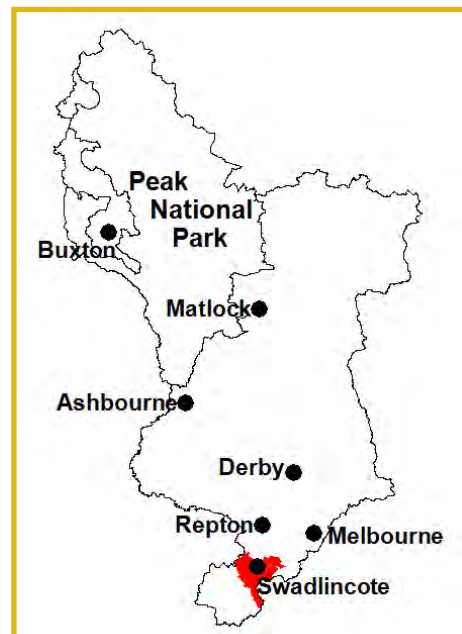 Peak
National
Park
Buxton
Matlock
Ashbourne
Derby
Repton
Melbourne
Swadlincote